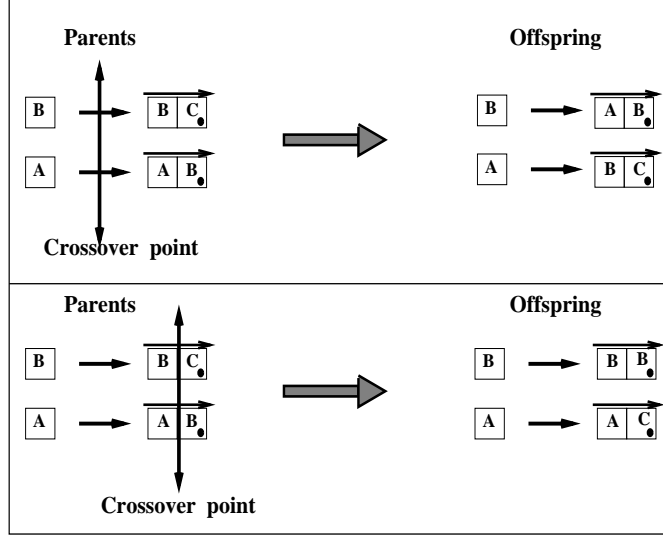 Parents Offspring
B B C B A B
A A B A B C
Crossover point
Parents Offspring
B B C B B B
A A B A A C
Crossover point